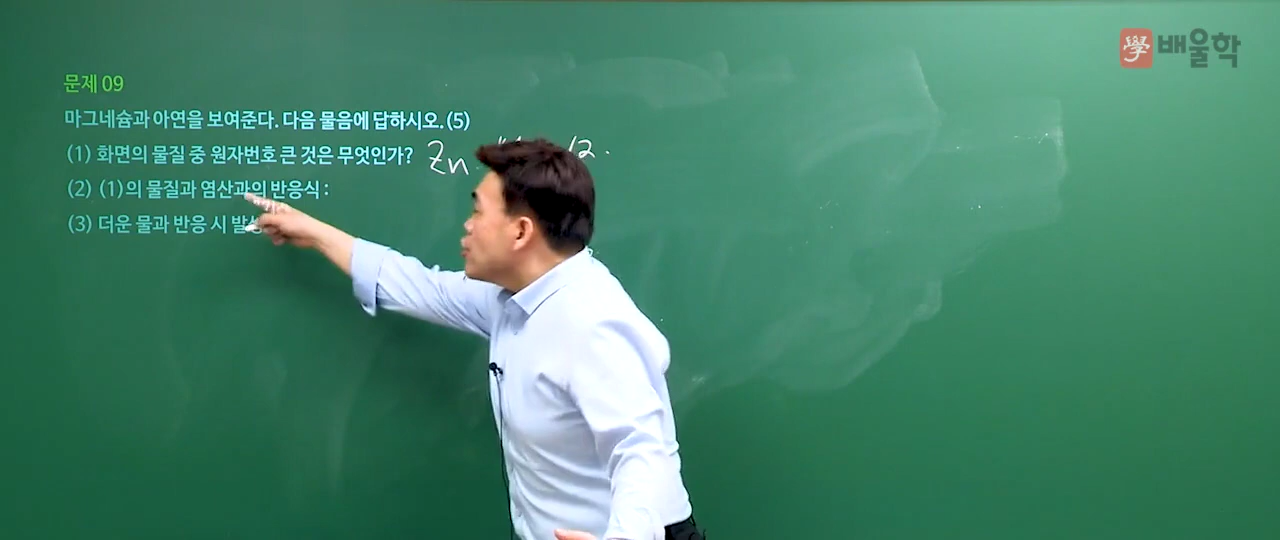 學 배울학
문제 09
마그네슘과 아연을 보여준다. 다음 물음에 답하시오. (5)
(1) 화면의 물질 중 원자번호 큰 것은 무엇인가? Zn 12.
(2) (1)의 물질과 염산과의 반응식 :
(3) 더운 물과 반응 시